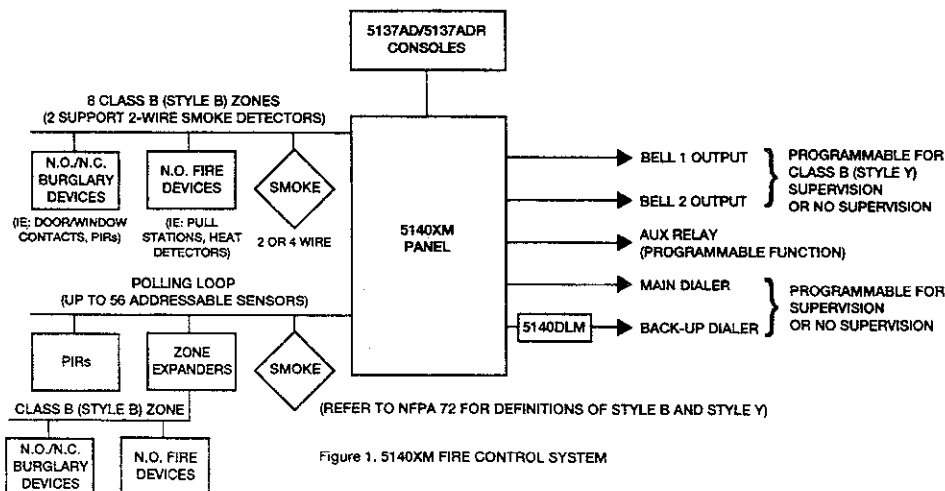 5137AD/5137ADR
CONSOLES
8 CLASS B (STYLE B) ZONES
(2 SUPPORT 2-WIRE SMOKE DETECTORS)
N.O./N.C.
BURGLARY
DEVICES
(IE: DOOR/WINDOW
CONTACTS, PIRs)
N.O. FIRE
DEVICES
(IE: PULL
STATIONS, HEAT
DETECTORS)
SMOKE
2 OR 4 WIRE
5140XM
PANEL
BELL 1 OUTPUT
BELL 2 OUTPUT
PROGRAMMABLE FOR
CLASS B (STYLE Y)
SUPERVISION
OR NO SUPERVISION
AUX RELAY
(PROGRAMMABLE FUNCTION)
MAIN DIALER
5140DLM
BACK-UP DIALER
PROGRAMMABLE FOR
SUPERVISION
OR NO SUPERVISION
POLLING LOOP
(UP TO 56 ADDRESSABLE SENSORS)
PIRs
ZONE
EXPANDERS
SMOKE
CLASS B (STYLE B) ZONE
N.O./N.C.
BURGLARY
DEVICES
N.O. FIRE
DEVICES
(REFER TO NFPA 72 FOR DEFINITIONS OF STYLE B AND STYLE Y)
Figure 1. 5140XM FIRE CONTROL SYSTEM